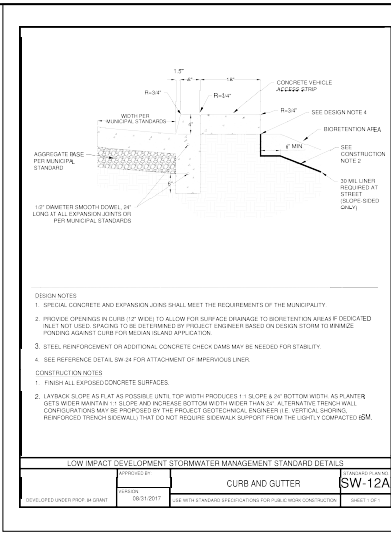 1.5"
6"
18"
CONCRETE VEHICLE
ACCESS STRIP
R=3/4"
R=3/4"
R=3/4"
SEE DESIGN NOTE 4
WIDTH PER
MUNICIPAL STANDARDS
4"
BIORETENTION AREA
6" MIN
SEE
CONSTRUCTION
NOTE 2
AGGREGATE BASE
PER MUNICIPAL
STANDARD
30 MIL LINER
REQUIRED AT
STREET
(SLOPE-SIDED
ONLY)
1/2" DIAMETER SMOOTH DOWEL, 24"
LONG AT ALL EXPANSION JOINTS OR
PER MUNICIPAL STANDARDS
DESIGN NOTES
1. SPECIAL CONCRETE AND EXPANSION JOINS SHALL MEET THE REQUIREMENTS OF THE MUNICIPALITY
2. PROVIDE OPENINGS IN CURB (12" WIDE) TO ALLOW FOR SURFACE DRAINAGE TO BIORETENTION AREAS IF DEDICATED
INLET NOT USED. SPACING TO BE DETERMINED BY PROJECT ENGINEER BASED ON DESIGN STORM TO MINIMIZE
PONDING AGAINST CURB FOR MEDIAN ISLAND APPLICATION.
3. STEEL REINFORCEMENT OR ADDITIONAL CONCRETE CHECK DAMS MAY BE NEEDED FOR STABILITY.
4. SEE REFERENCE DETAIL SW-24 FOR ATTACHMENT OF IMPERVIOUS LINER.
CONSTRUCTION NOTES
1. FINISH ALL EXPOSED CONCRETE SURFACES.
2. LAYBACK SLOPE AS FLAT AS POSSIBLE UNTIL TOP WIDTH PRODUCES 1:1 SLOPE & 24" BOTTOM WIDTH. AS PLANTER
GETS WIDER MAINTAIN 1:1 SLOPE AND INCREASE BOTTOM WIDTH WIDER THAN 24". ALTERNATIVE TRENCH WALL
CONFIGURATIONS MAY BE PROPOSED BY THE PROJECT GEOTECHNICAL ENGINEER (I.E. VERTICAL SHORING,
REINFORCED TRENCH SIDEWALL) THAT DO NOT REQUIRE SIDEWALK SUPPORT FROM THE LIGHTLY COMPACTED BSM.
LOW IMPACT DEVELOPMENT STORMWATER MANAGEMENT STANDARD DETAILS
DEVELOPED UNDER PROP 84 GRANT
APPROVED BY:
VERSION
08/31/2017
CURB AND GUTTER
USE WITH STANDARD SPECIFICATIONS FOR PUBLIC WORK CONSTRUCTION
STANDARD PLAN NO.
SW-12A
SHEET 1 OF 1